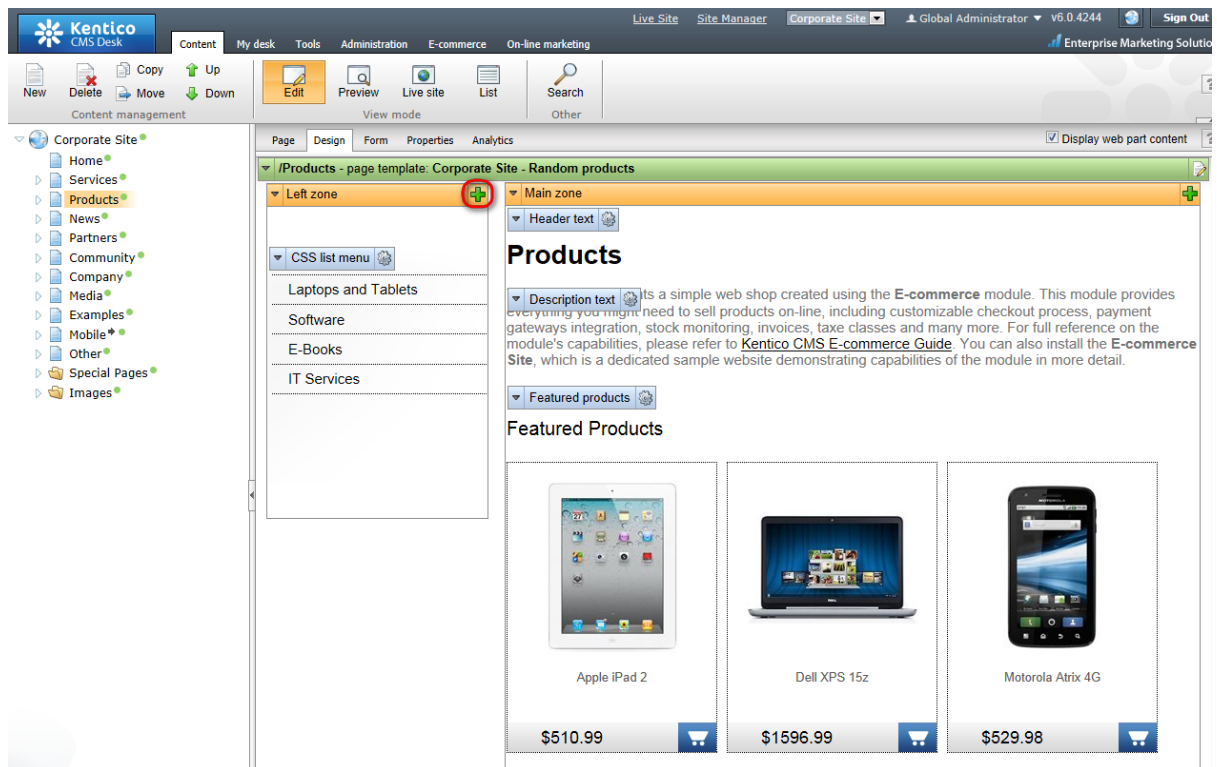 Kentico
CMS Desk
Live Site Site Manager Corporate Site Global Administrator v6.0.4244 Sign Out
Content My desk Tools Administration E-commerce On-line marketing
Enterprise Marketing Solutio
New Delete Copy Move Up Down
Content management
Edit Preview Live site List
View mode
Search
Other
Corporate Site
Home
Services
Products
News
Partners
Community
Company
Media
Examples
Mobile
Other
Special Pages
Images
Page Design Form Properties Analytics
Display web part content
/Products - page template: Corporate Site - Random products
Left zone
CSS list menu
Laptops and Tablets
Software
E-Books
IT Services
Main zone
Header text
Products
Description text
ts a simple web shop created using the E-commerce module. This module provides
everything you might need to sell products on-line, including customizable checkout process, payment
gateways integration, stock monitoring, invoices, taxe classes and many more. For full reference on the
module's capabilities, please refer to Kentico CMS E-commerce Guide. You can also install the E-commerce
Site, which is a dedicated sample website demonstrating capabilities of the module in more detail.
Featured products
Featured Products
Apple iPad 2
Dell XPS 15z
Motorola Atrix 4G
$510.99
$1596.99
$529.98